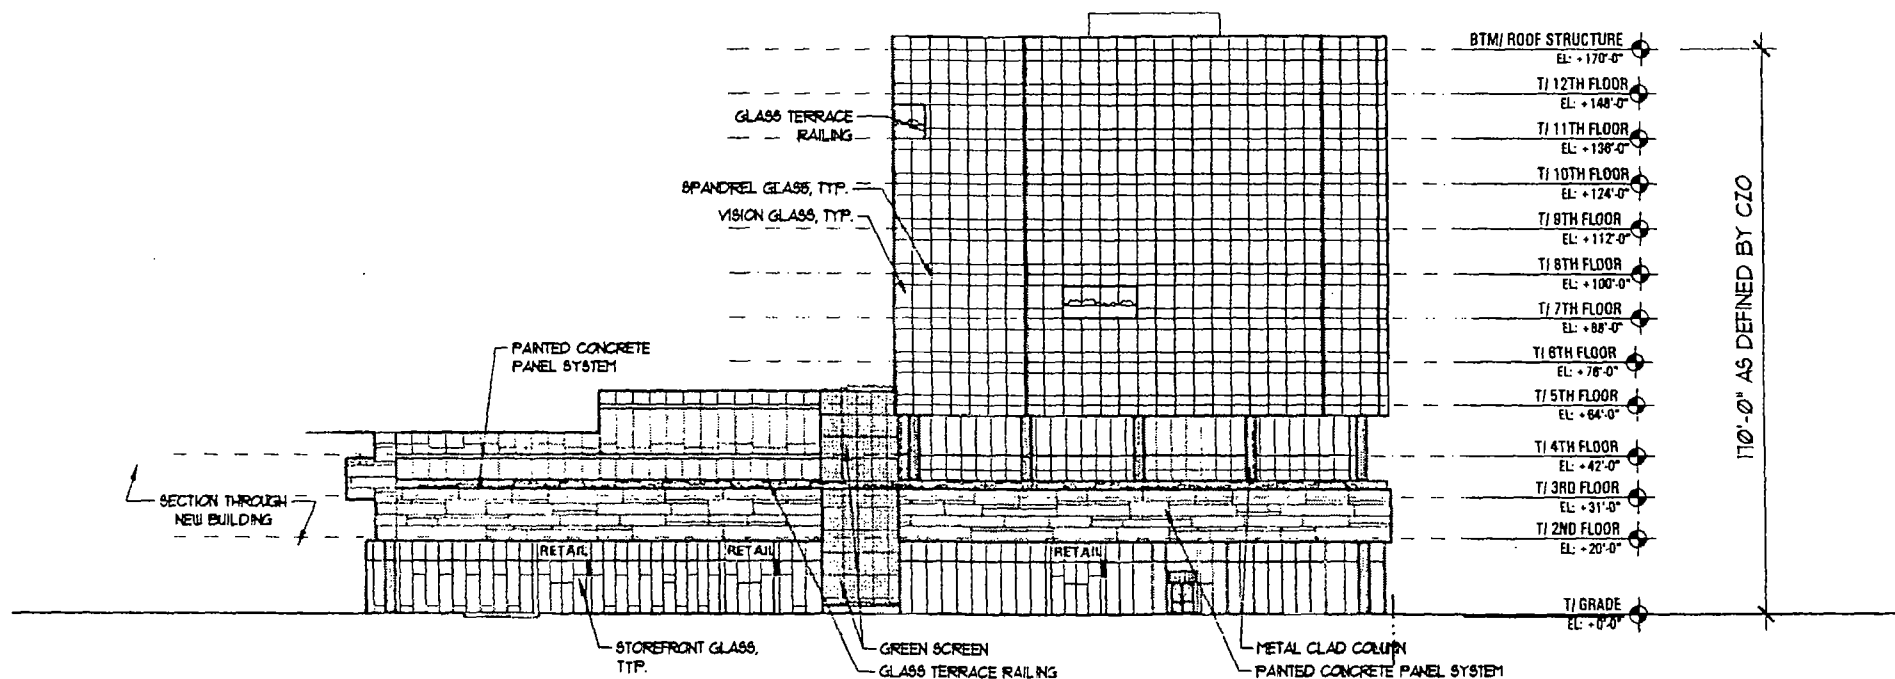 BTM/ ROOF STRUCTURE
EL: +170'-0"
T/ 12TH FLOOR
EL: +148'-0"
GLASS TERRACE
RAILING
T/ 11TH FLOOR
EL: +136'-0"
T/ 10TH FLOOR
EL: +124'-0"
SPANDREL GLASS, TYP.
VISION GLASS, TYP.
T/ 9TH FLOOR
EL: +112'-0"
T/ 8TH FLOOR
EL: +100'-0"
T/ 7TH FLOOR
EL: +88'-0"
PAINTED CONCRETE
PANEL SYSTEM
T/ 6TH FLOOR
EL: +76'-0"
T/ 5TH FLOOR
EL: +64'-0"
T/ 4TH FLOOR
EL: +42'-0"
SECTION THROUGH
NEW BUILDING
T/ 3RD FLOOR
EL: +31'-0"
T/ 2ND FLOOR
EL: +20'-0"
RETAIL
RETAIL
RETAIL
T/ GRADE
EL: +0'-0"
170'-0" AS DEFINED BY CZO
STOREFRONT GLASS,
TYP.
GREEN SCREEN
GLASS TERRACE RAILING
METAL CLAD COLUMN
PAINTED CONCRETE PANEL SYSTEM